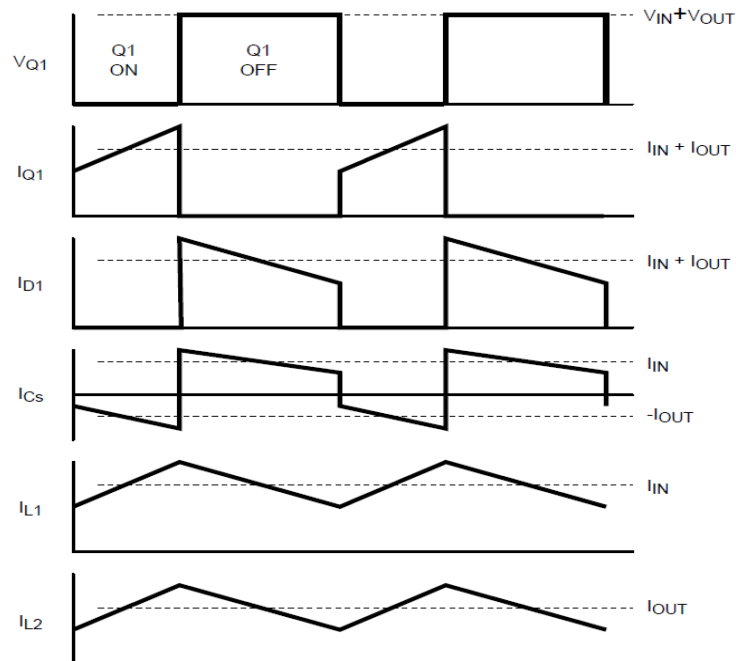 VIN+VOUT
VQ1
Q1
ON
Q1
OFF
IQ1
IIN + IOUT
ID1
IIN + IOUT
ICs
IIN
-IOUT
IL1
IIN
IL2
IOUT